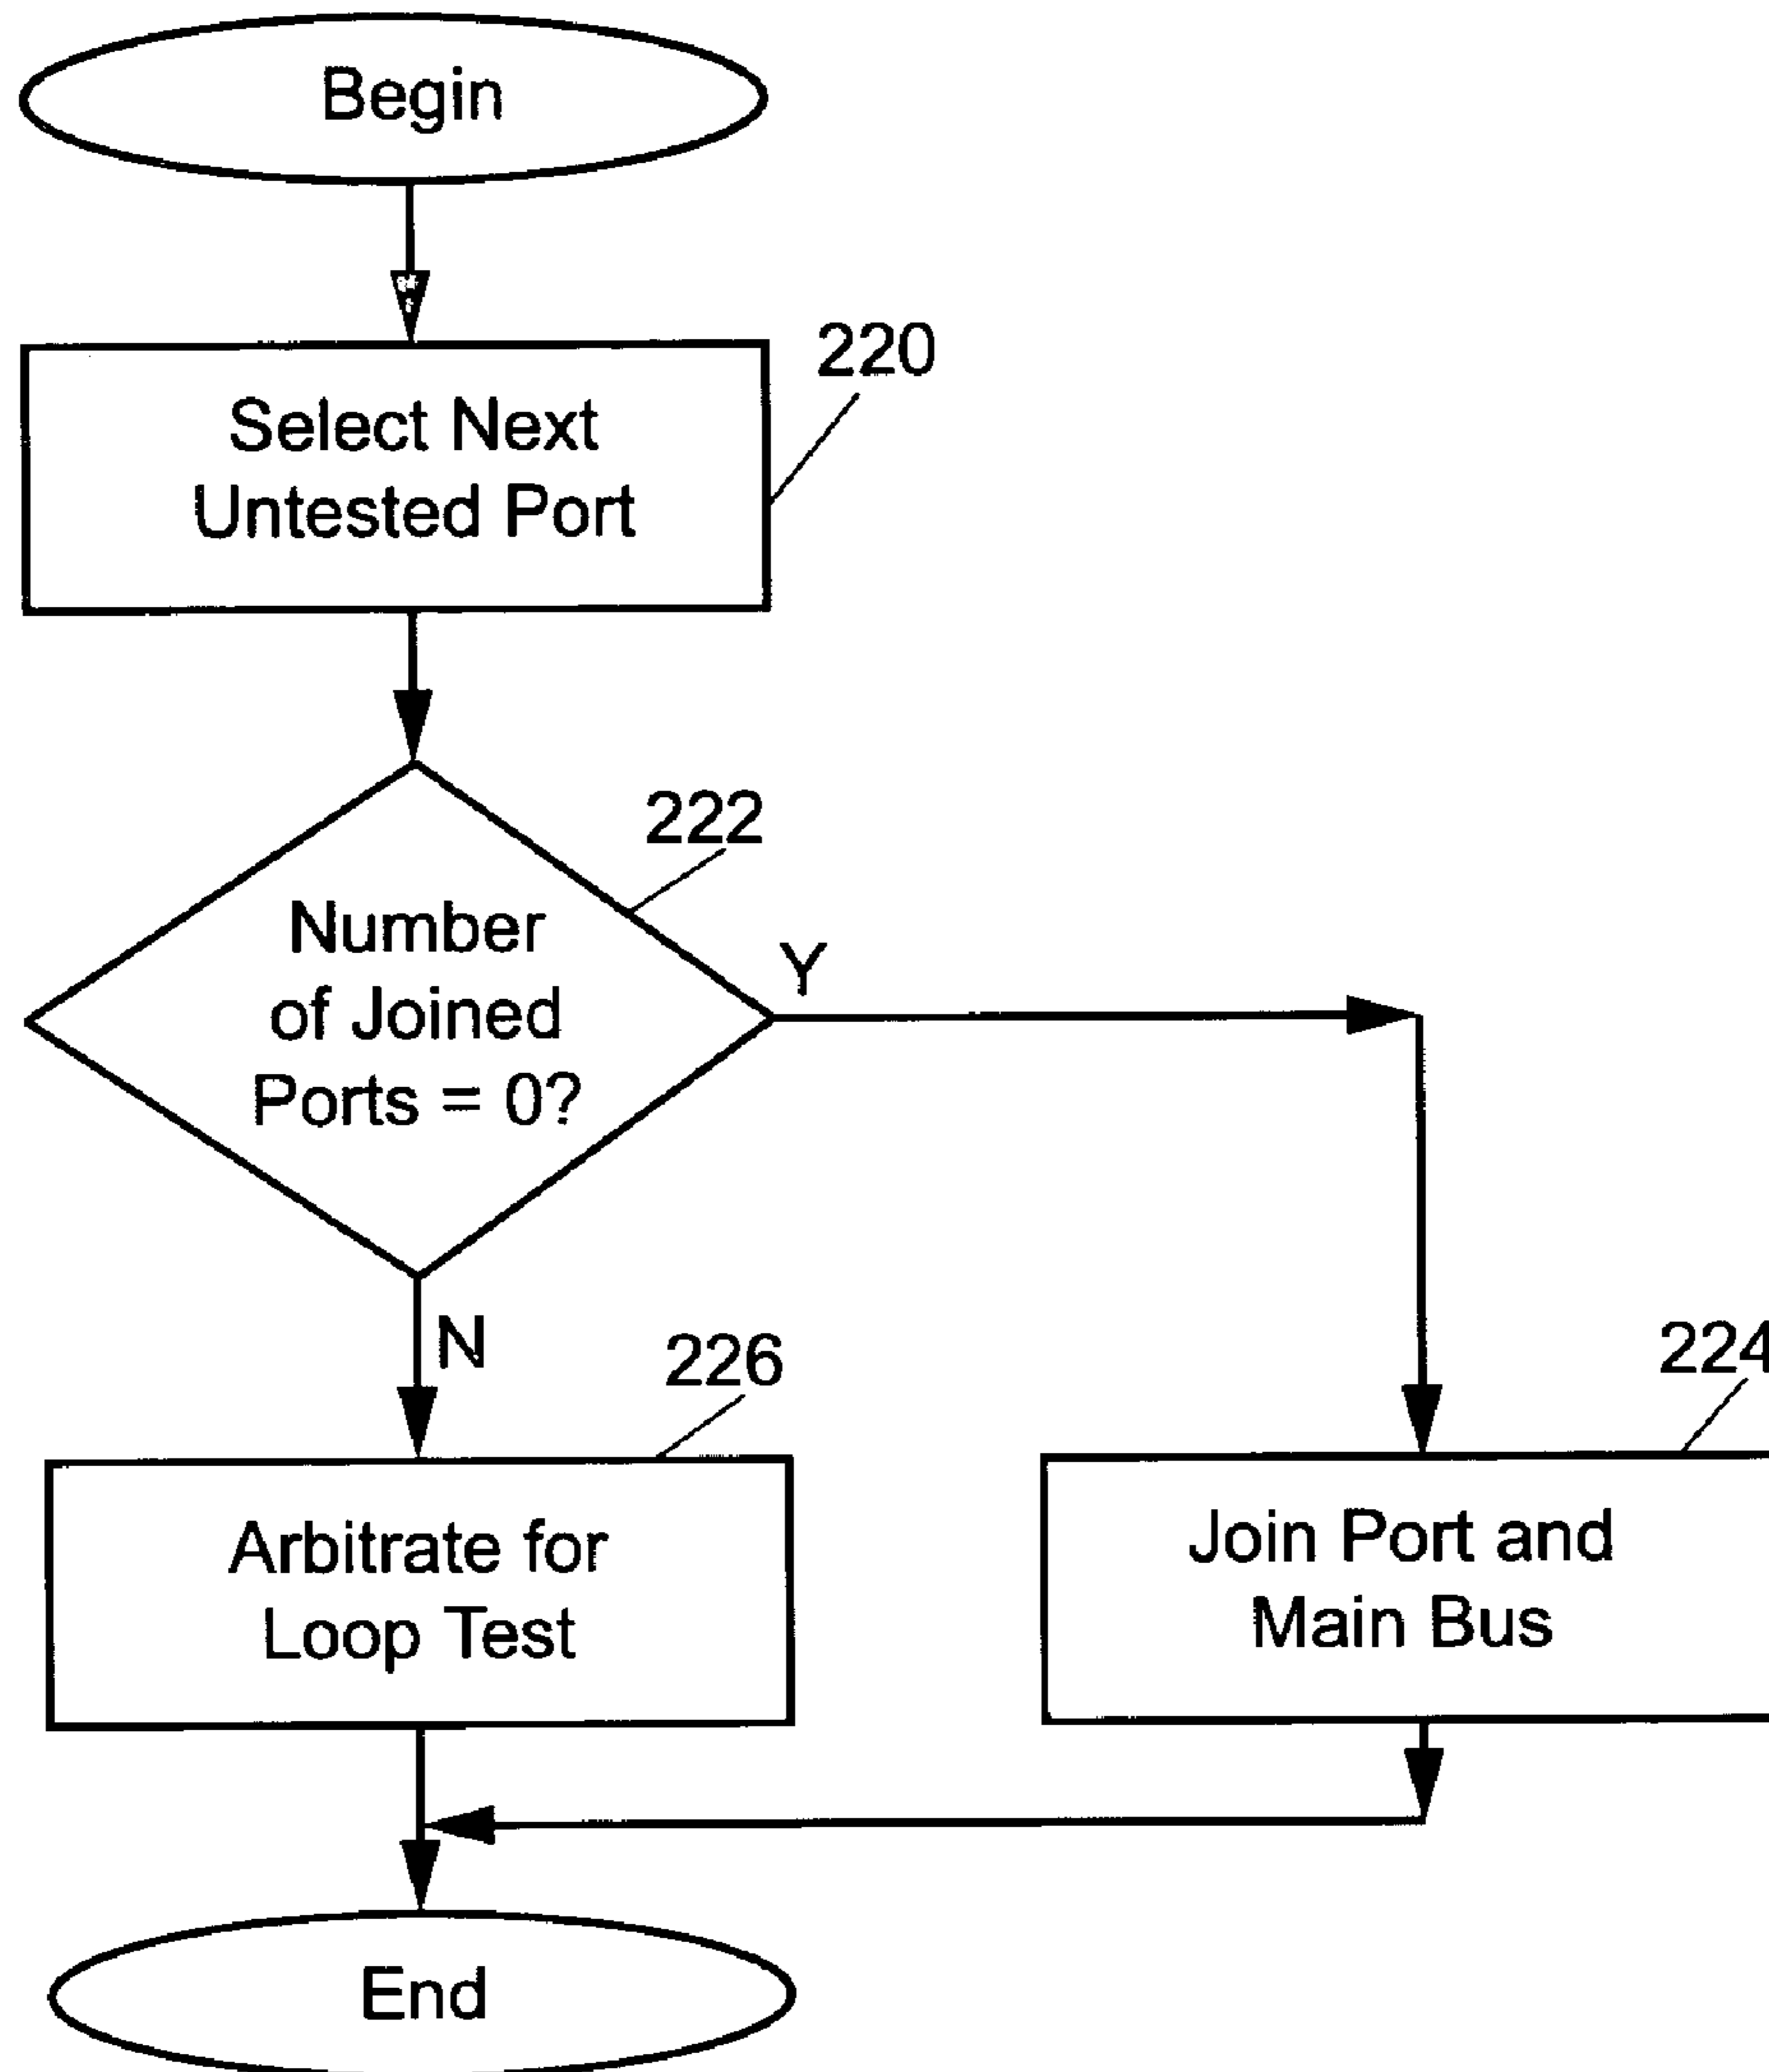 Begin
220
Select Next
Untested Port
222
Number
of Joined
Ports = 0?
Y
N
226
224
Arbitrate for
Loop Test
Join Port and
Main Bus
End